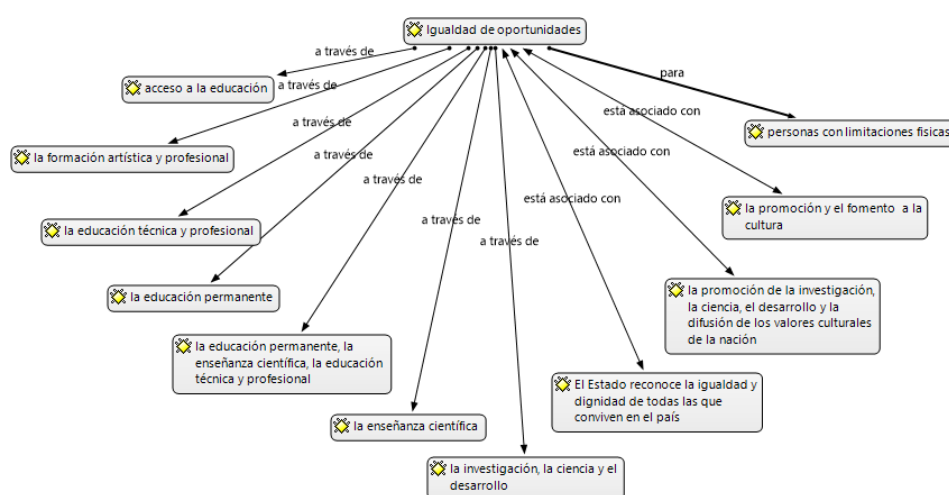 Igualdad de oportunidades
a través de
para
acceso a la educación
a través de
está asociado con
a través de
personas con limitaciones fisicas
la formación artística y profesional
a través de
está asociado con
a través de
está asociado con
la promoción y el fomento a la
cultura
la educación técnica y profesional
a través de
a través de
la educación permanente
la promoción de la investigación,
la ciencia, el desarrollo y la
difusión de los valores culturales
de la nación
la educación permanente, la
enseñanza científica, la educación
técnica y profesional
El Estado reconoce la igualdad y
dignidad de todas las que
conviven en el país
la enseñanza científica
la investigación, la ciencia y el
desarrollo